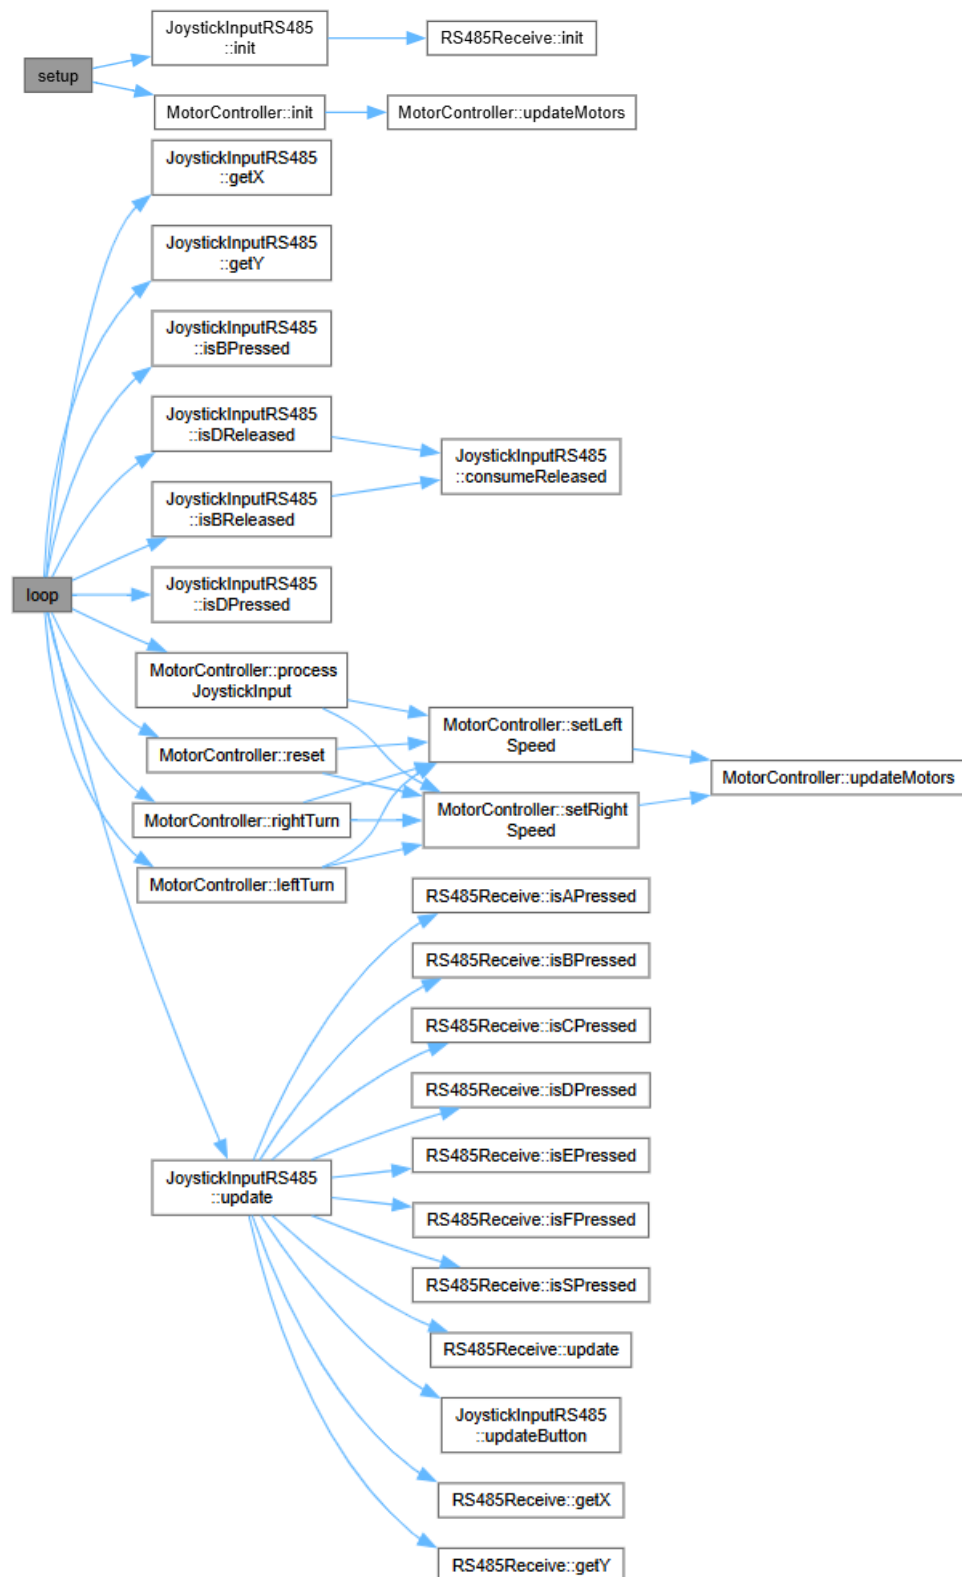 JoystickInputRS485
::init
RS485Receive::init
setup
MotorController::init
MotorController::updateMotors
JoystickInputRS485
::getX
JoystickInputRS485
::getY
JoystickInputRS485
::isBPressed
JoystickInputRS485
::isDReleased
JoystickInputRS485
::consumeReleased
JoystickInputRS485
::isBReleased
loop
JoystickInputRS485
::isDPressed
MotorController::process
JoystickInput
MotorController::setLeft
Speed
MotorController::reset
MotorController::updateMotors
MotorController::setRight
Speed
MotorController::rightTurn
MotorController::leftTurn
RS485Receive::isAPressed
RS485Receive::isBPressed
RS485Receive::isCPressed
RS485Receive::isDPressed
RS485Receive::isEPressed
JoystickInputRS485
::update
RS485Receive::isFPressed
RS485Receive::isSPressed
RS485Receive::update
JoystickInputRS485
::updateButton
RS485Receive::getX
RS485Receive::getY